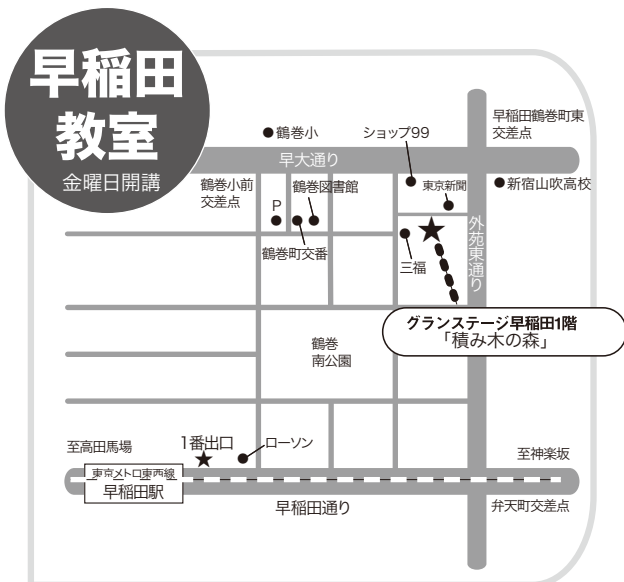 早稲田
教室
金曜日開講
早稲田鶴巻町東
交差点
鶴巻小
ショップ99
早大通り
鶴巻小前
交差点
鶴巻図書館
東京新聞
新宿山吹高校
P
鶴巻町交番
三福
外苑東通り
グランステージ早稲田1階
「積み木の森」
鶴巻
南公園
至高田馬場
1番出口
ローソン
至神楽坂
東京メトロ東西線
早稲田駅
早稲田通り
弁天町交差点